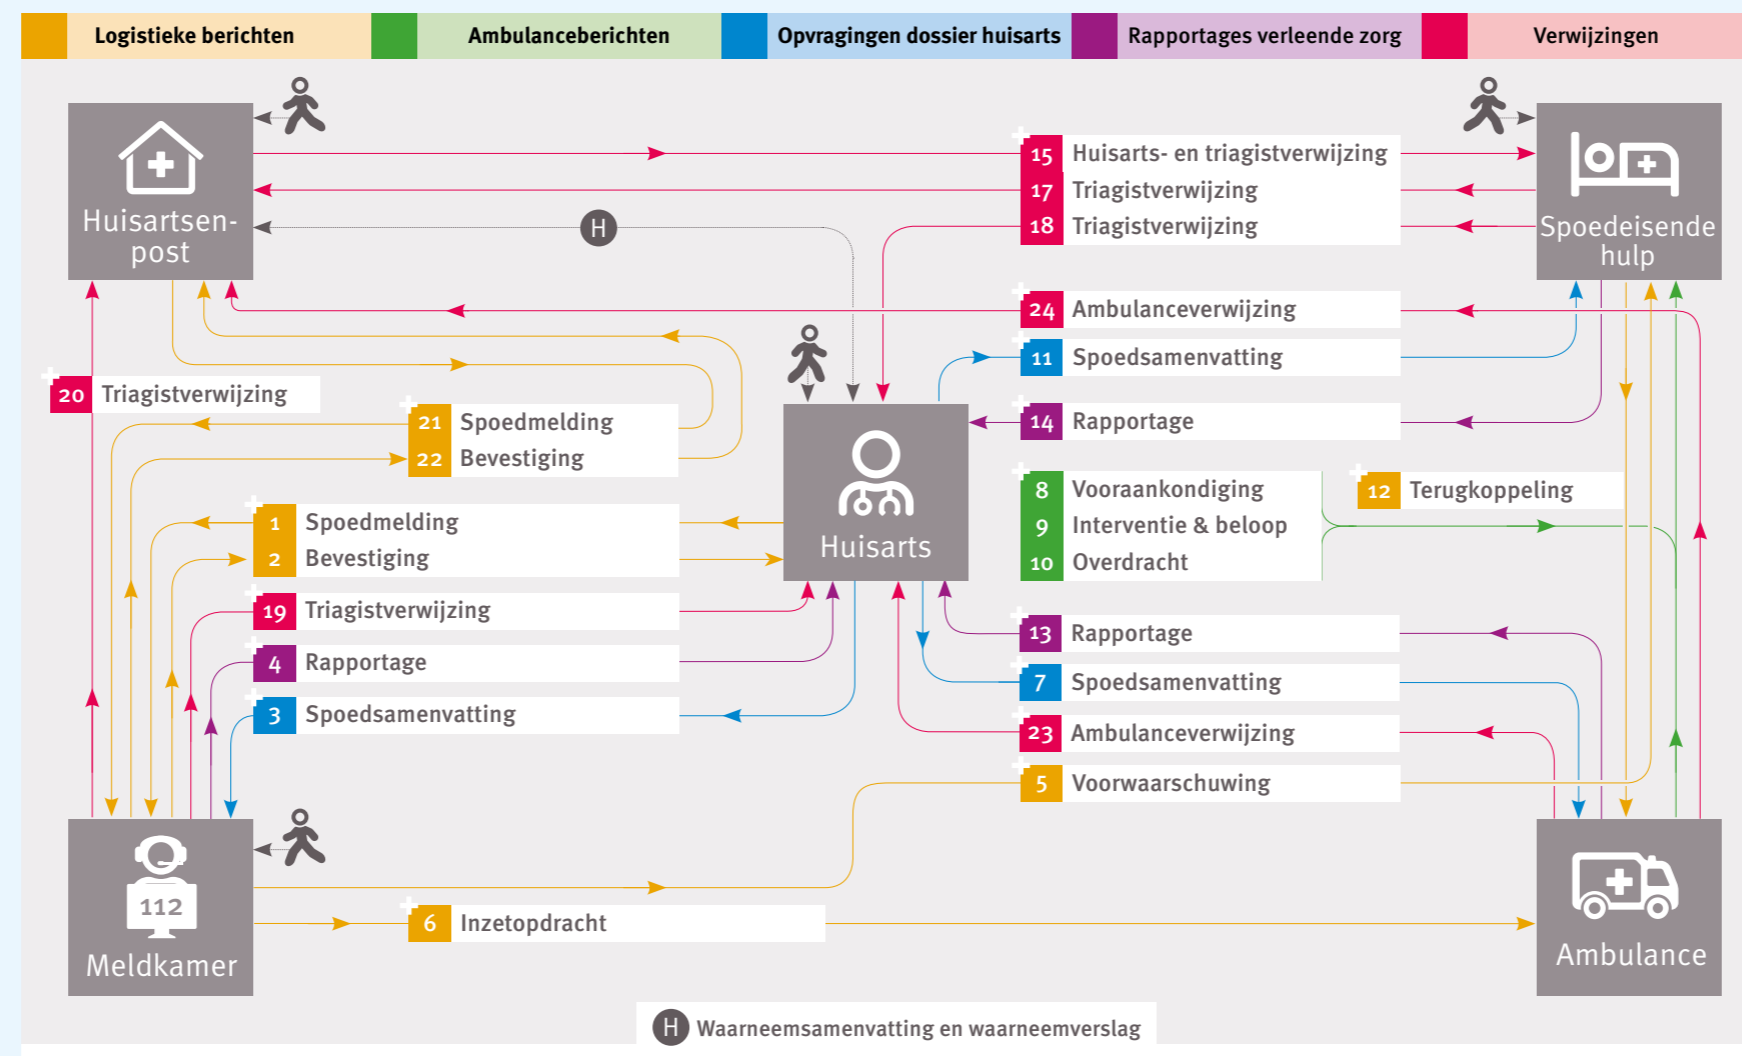 Logistieke berichten
Ambulanceberichten
Opvragingen dossier huisarts
Rapportages verleende zorg
Verwijzingen
Huisartsen-
post
15 Huisarts- en triagistverwijzing
17 Triagistverwijzing
18 Triagistverwijzing
Spoedeisende
hulp
H
24 Ambulanceverwijzing
11 Spoedsamenvatting
20 Triagistverwijzing
21 Spoedmelding
22 Bevestiging
14 Rapportage
Huisarts
8 Vooraankondiging
9 Interventie & beloop
10 Overdracht
12 Terugkoppeling
1 Spoedmelding
2 Bevestiging
19 Triagistverwijzing
4 Rapportage
3 Spoedsamenvatting
13 Rapportage
7 Spoedsamenvatting
23 Ambulanceverwijzing
5 Voorwaarschuwing
112
Meldkamer
6 Inzetopdracht
Ambulance
H Waarneemsamenvatting en waarneemverslag